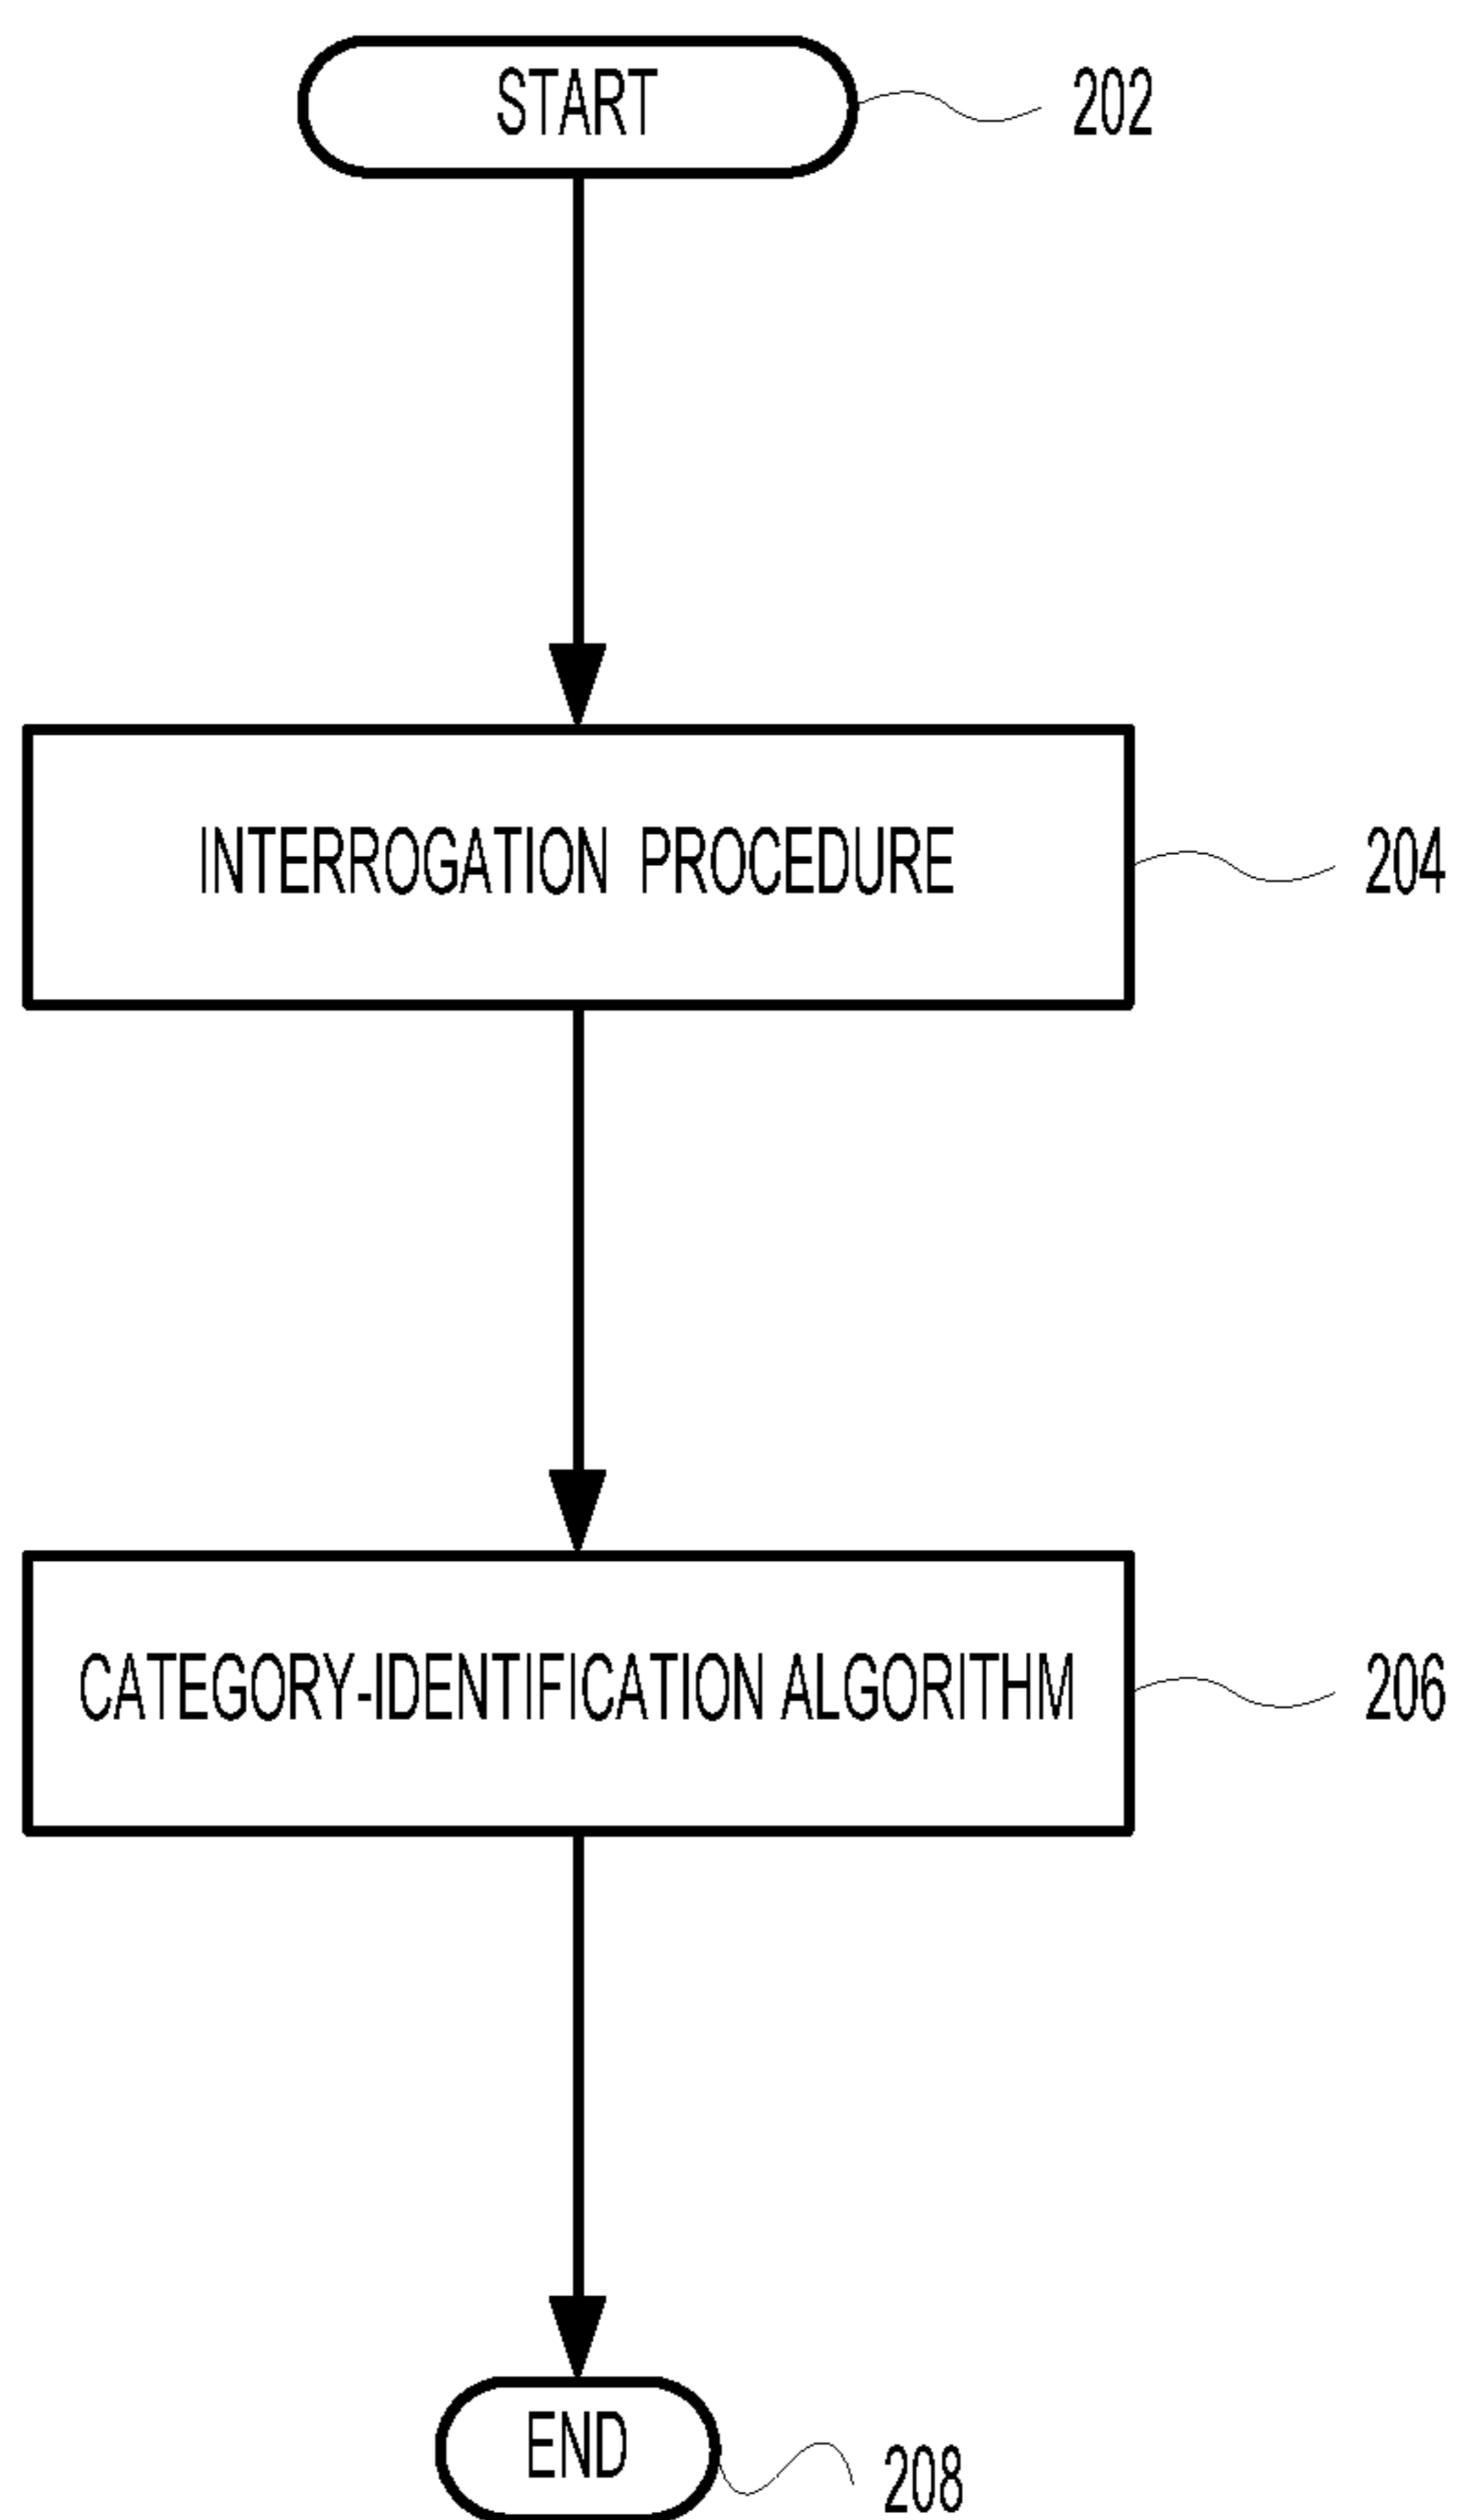 START
202
INTERROGATION PROCEDURE
204
CATEGORY-IDENTIFICATION ALGORITHM
206
END
208